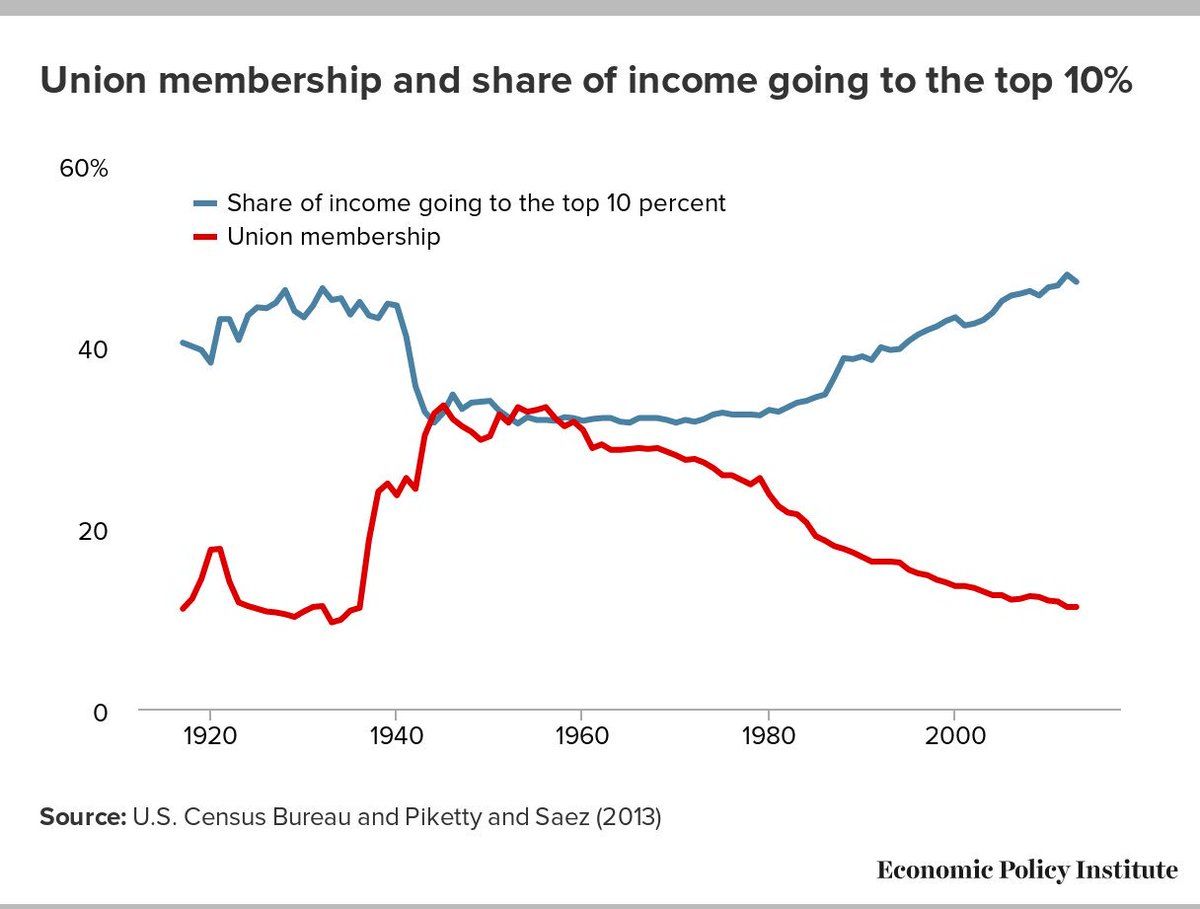 Union membership and share of income going to the top 10%
60%
Share of income going to the top 10 percent
Union membership
40
20
0
1920 1940 1960 1980 2000
Source: U.S. Census Bureau and Piketty and Saez (2013)
Economic Policy Institute